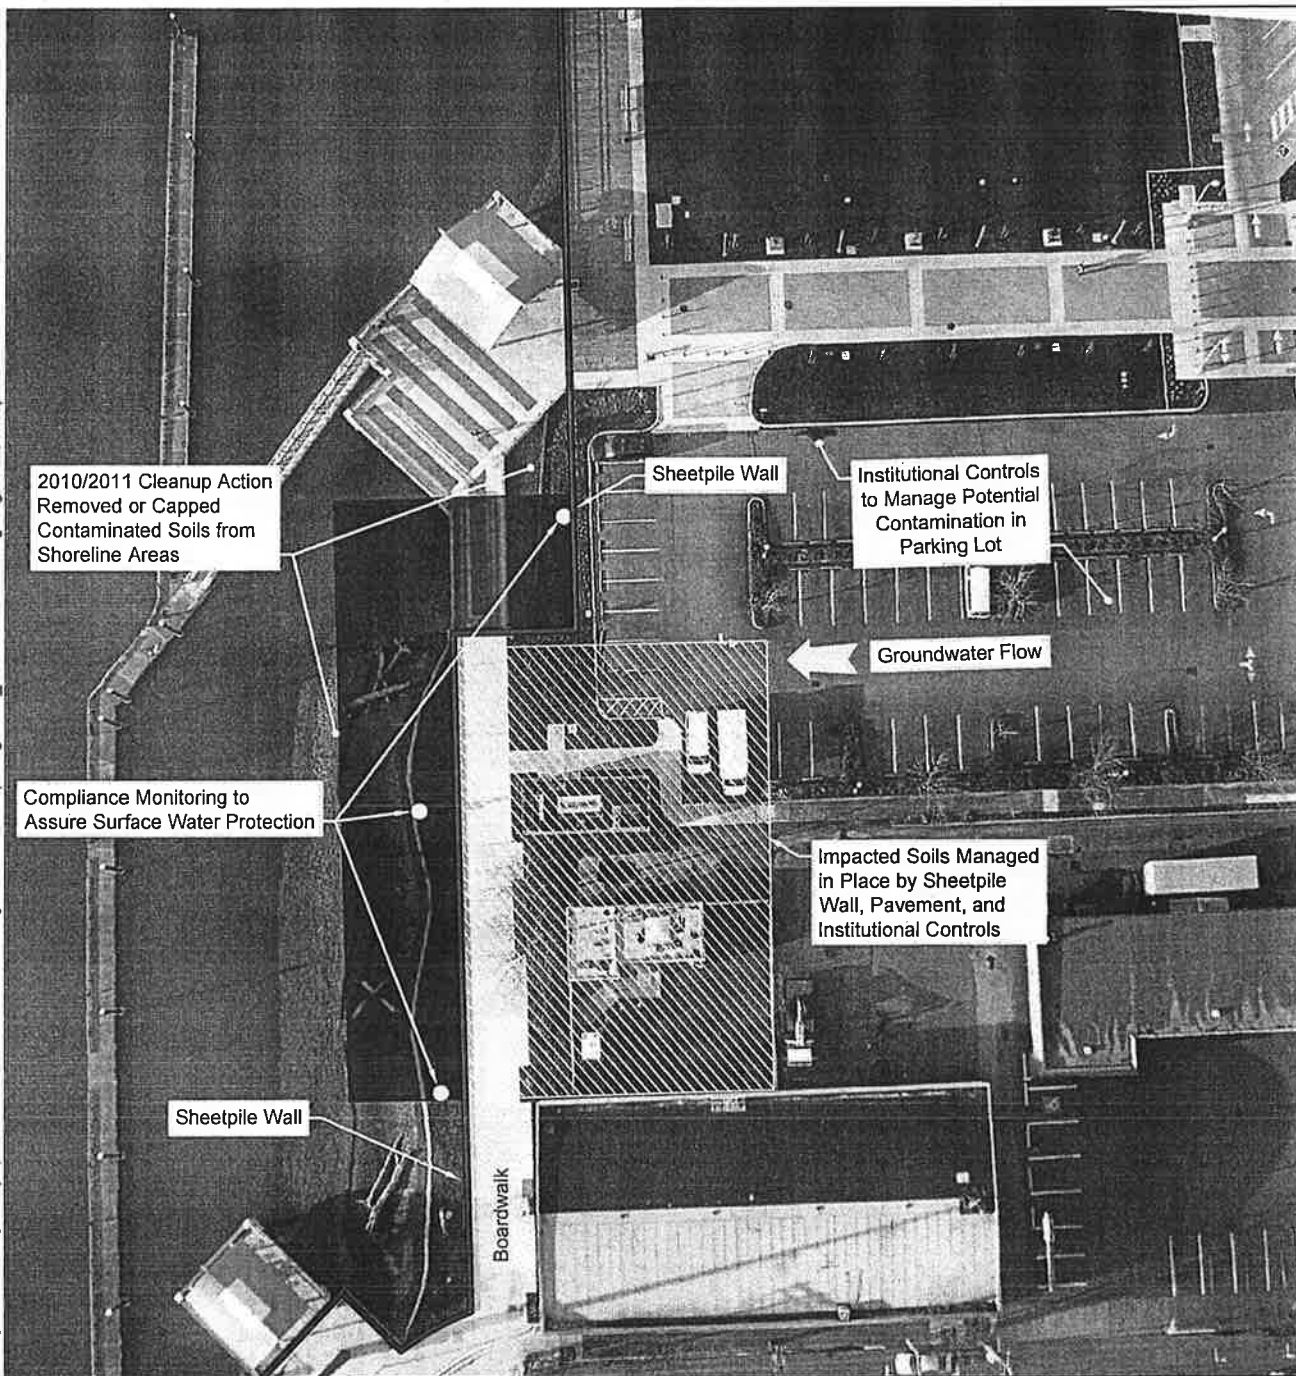 2010/2011 Cleanup Action
Removed or Capped
Contaminated Soils from
Shoreline Areas
Sheetpile Wall
Institutional Controls
to Manage Potential
Contamination in
Parking Lot
Groundwater Flow
Compliance Monitoring to
Assure Surface Water Protection
Impacted Soils Managed
in Place by Sheetpile
Wall, Pavement, and
Institutional Controls
Sheetpile Wall
Boardwalk